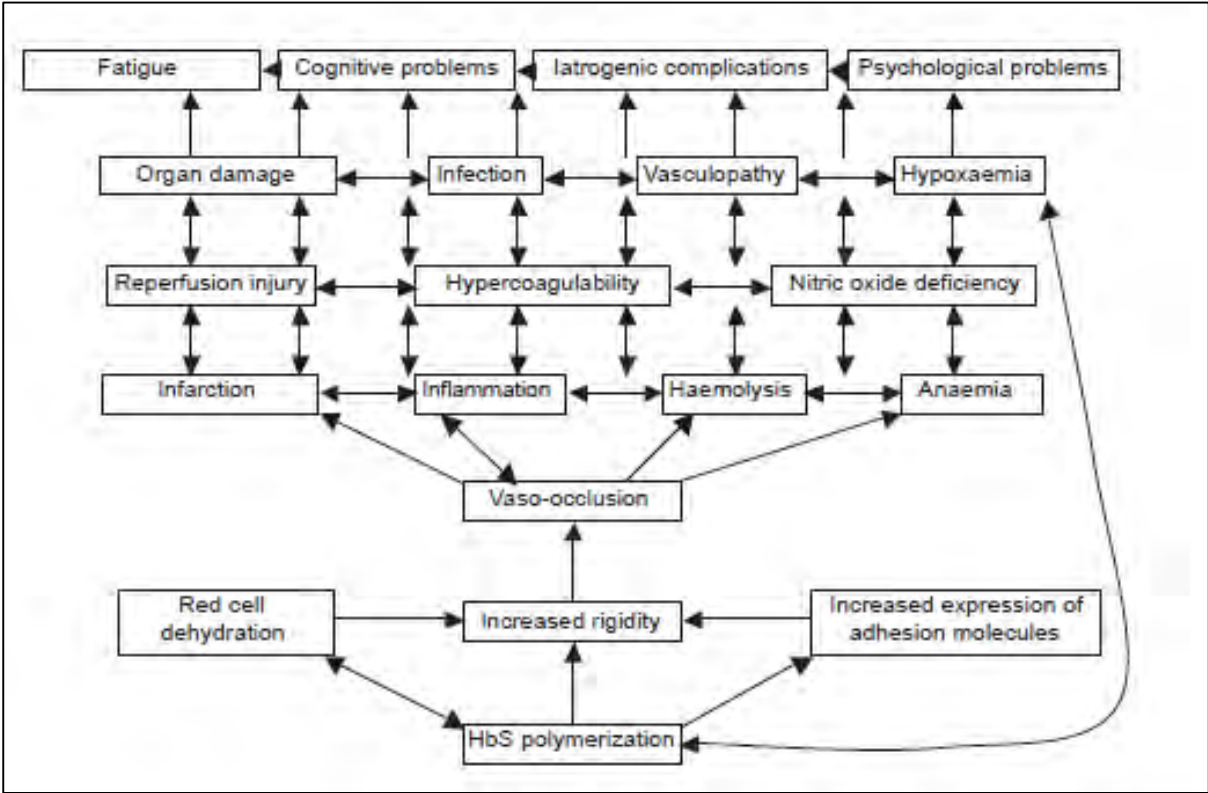 Fatigue
Cognitive problems
Iatrogenic complications
Psychological problems
Organ damage
Infection
Vasculopathy
Hypoxaemia
Reperfusion injury
Hypercoagulability
Nitric oxide deficiency
Infarction
Inflammation
Haemolysis
Anaemia
Vaso-occlusion
Red cell
dehydration
Increased rigidity
Increased expression of
adhesion molecules
HbS polymerization